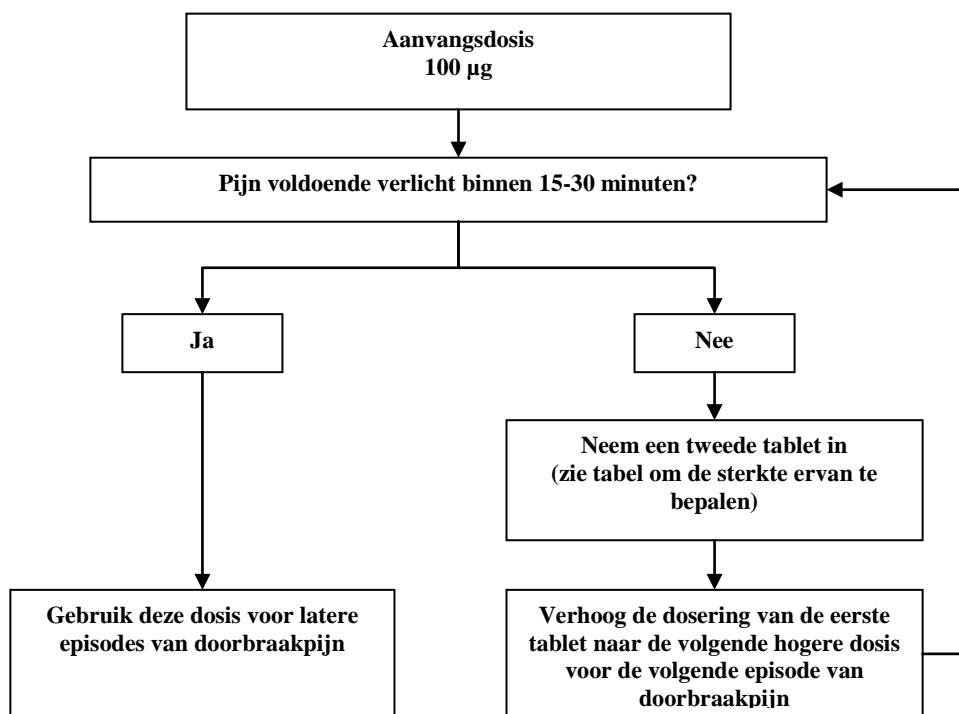 Aanvangsdosis
100 µg
Pijn voldoende verlicht binnen 15-30 minuten?
Ja
Nee
Neem een tweede tablet in
(zie tabel om de sterkte ervan te
bepalen)
Gebruik deze dosis voor latere
episodes van doorbraakpijn
Verhoog de dosering van de eerste
tablet naar de volgende hogere dosis
voor de volgende episode van
doorbraakpijn